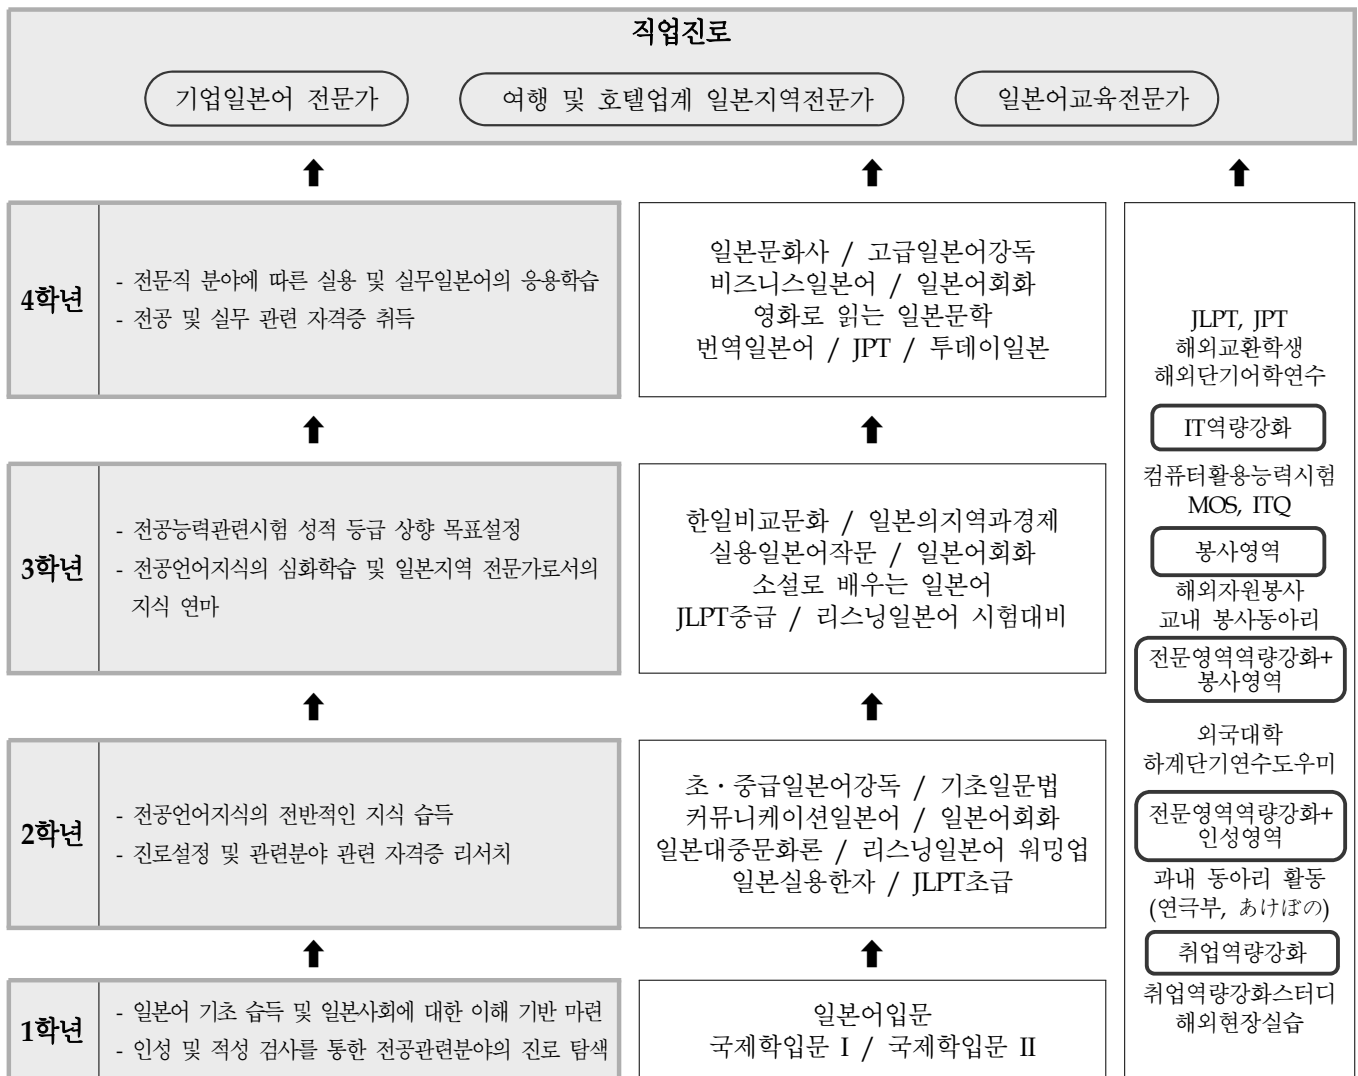 직업진로
기업일본어 전문가
여행 및 호텔업계 일본지역전문가
일본어교육전문가
4학년
- 전문직 분야에 따른 실용 및 실무일본어의 응용학습
- 전공 및 실무 관련 자격증 취득
일본문화사 / 고급일본어강독
비즈니스일본어 / 일본어회화
영화로 읽는 일본문학
번역일본어 / JPT / 투데이일본
3학년
- 전공능력관련시험 성적 등급 상향 목표설정
- 전공언어지식의 심화학습 및 일본지역 전문가로서의
지식 연마
한일비교문화 / 일본의지역과경제
실용일본어작문 / 일본어회화
소설로 배우는 일본어
JLPT중급 / 리스닝일본어 시험대비
2학년
- 전공언어지식의 전반적인 지식 습득
- 진로설정 및 관련분야 관련 자격증 리서치
초・중급일본어강독 / 기초일문법
커뮤니케이션일본어 / 일본어회화
일본대중문화론 / 리스닝일본어 워밍업
일본실용한자 / JLPT초급
1학년
- 일본어 기초 습득 및 일본사회에 대한 이해 기반 마련
- 인성 및 적성 검사를 통한 전공관련분야의 진로 탐색
일본어입문
국제학입문 I / 국제학입문 II
JLPT, JPT
해외교환학생
해외단기어학연수
IT역량강화
컴퓨터활용능력시험
MOS, ITQ
봉사영역
해외자원봉사
교내 봉사동아리
전문영역역량강화+
봉사영역
외국대학
하계단기연수도우미
전문영역역량강화+
인성영역
과내 동아리 활동
(연극부, あけぼの)
취업역량강화
취업역량강화스터디
해외현장실습